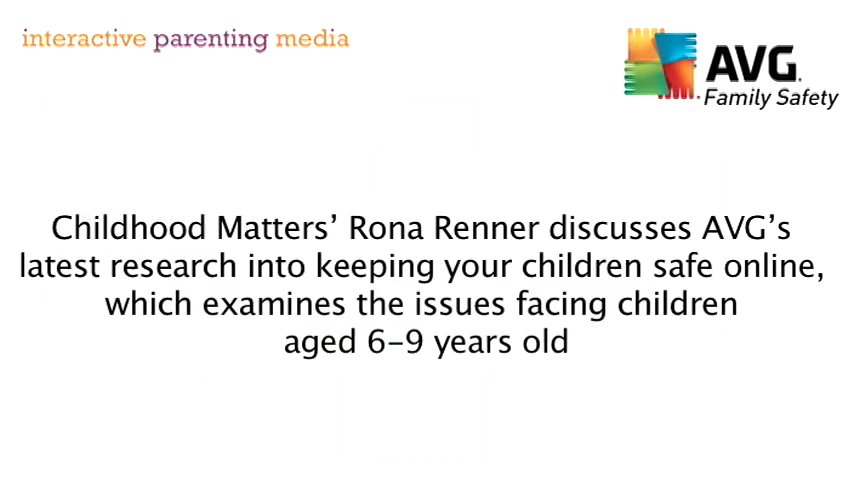 interactive parenting media
AVG
Family Safety
Childhood Matters’ Rona Renner discusses AVG’s
latest research into keeping your children safe online,
which examines the issues facing children
aged 6-9 years old